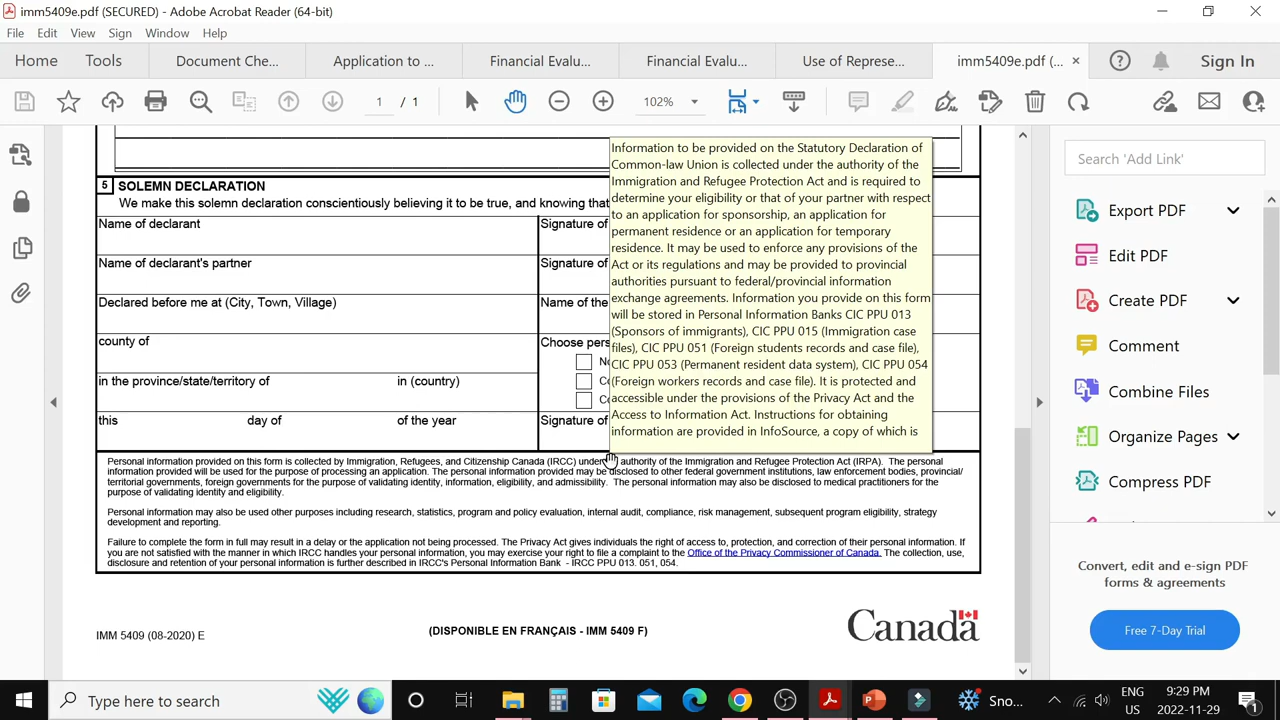 imm5409e.pdf (SECURED) - Adobe Acrobat Reader (64-bit)
File Edit View Sign Window Help
Home Tools Document Che... Application to ... Financial Evalu... Financial Evalu... Use of Represe... imm5409e.pdf (... × Sign In
1 / 1 102%
5 SOLEMN DECLARATION
We make this solemn declaration conscientiously believing it to be true, and knowing that
Name of declarant
Signature of
Name of declarant's partner
Signature of
Declared before me at (City, Town, Village)
Name of the
county of
Choose pers
in the province/state/territory of in (country)
this day of of the year
Signature of
Information to be provided on the Statutory Declaration of
Common-law Union is collected under the authority of the
Immigration and Refugee Protection Act and is required to
determine your eligibility or that of your partner with respect
to an application for sponsorship, an application for
permanent residence or an application for temporary
residence. It may be used to enforce any provisions of the
Act or its regulations and may be provided to provincial
authorities pursuant to federal/provincial information
exchange agreements. Information you provide on this form
will be stored in Personal Information Banks CIC PPU 013
(Sponsors of immigrants), CIC PPU 015 (Immigration case
files), CIC PPU 051 (Foreign students records and case file),
CIC PPU 053 (Permanent resident data system), CIC PPU 054
(Foreign workers records and case file). It is protected and
accessible under the provisions of the Privacy Act and the
Access to Information Act. Instructions for obtaining
information are provided in InfoSource, a copy of which is
Personal information provided on this form is collected by Immigration, Refugees, and Citizenship Canada (IRCC) under authority of the Immigration and Refugee Protection Act (IRPA). The personal
information provided will be used for the purpose of processing an application. The personal information provided may be disclosed to other federal government institutions, law enforcement bodies, provincial/
territorial governments, foreign governments for the purpose of validating identity, information, eligibility, and admissibility. The personal information may also be disclosed to medical practitioners for the
purpose of validating identity and eligibility.
Personal information may also be used other purposes including research, statistics, program and policy evaluation, internal audit, compliance, risk management, subsequent program eligibility, strategy
development and reporting.
Failure to complete the form in full may result in a delay or the application not being processed. The Privacy Act gives individuals the right of access to, protection, and correction of their personal information. If
you are not satisfied with the manner in which IRCC handles your personal information, you may exercise your right to file a complaint to the Office of the Privacy Commissioner of Canada. The collection, use,
disclosure and retention of your personal information is further described in IRCC's Personal Information Bank - IRCC PPU 013. 051, 054.
IMM 5409 (08-2020) E
(DISPONIBLE EN FRANÇAIS - IMM 5409 F)
Canada
Search 'Add Link'
Export PDF
Edit PDF
Create PDF
Comment
Combine Files
Organize Pages
Compress PDF
Convert, edit and e-sign PDF
forms & agreements
Free 7-Day Trial
Type here to search
Sno...
ENG
US
9:29 PM
2022-11-29
1